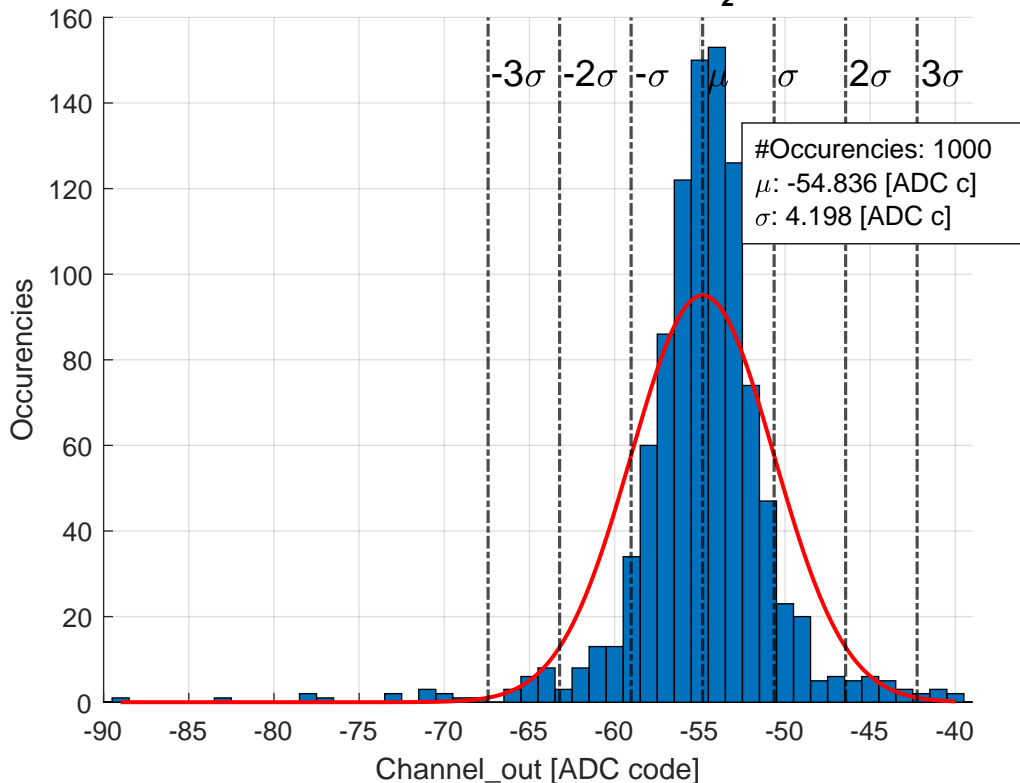 2
160
140
120
100
80
60
40
20
0
-3σ -2σ -σ μ σ 2σ 3σ
#Occurencies: 1000
μ: -54.836 [ADC c]
σ: 4.198 [ADC c]
Occurencies
-90 -85 -80 -75 -70 -65 -60 -55 -50 -45 -40
Channel_out [ADC code]